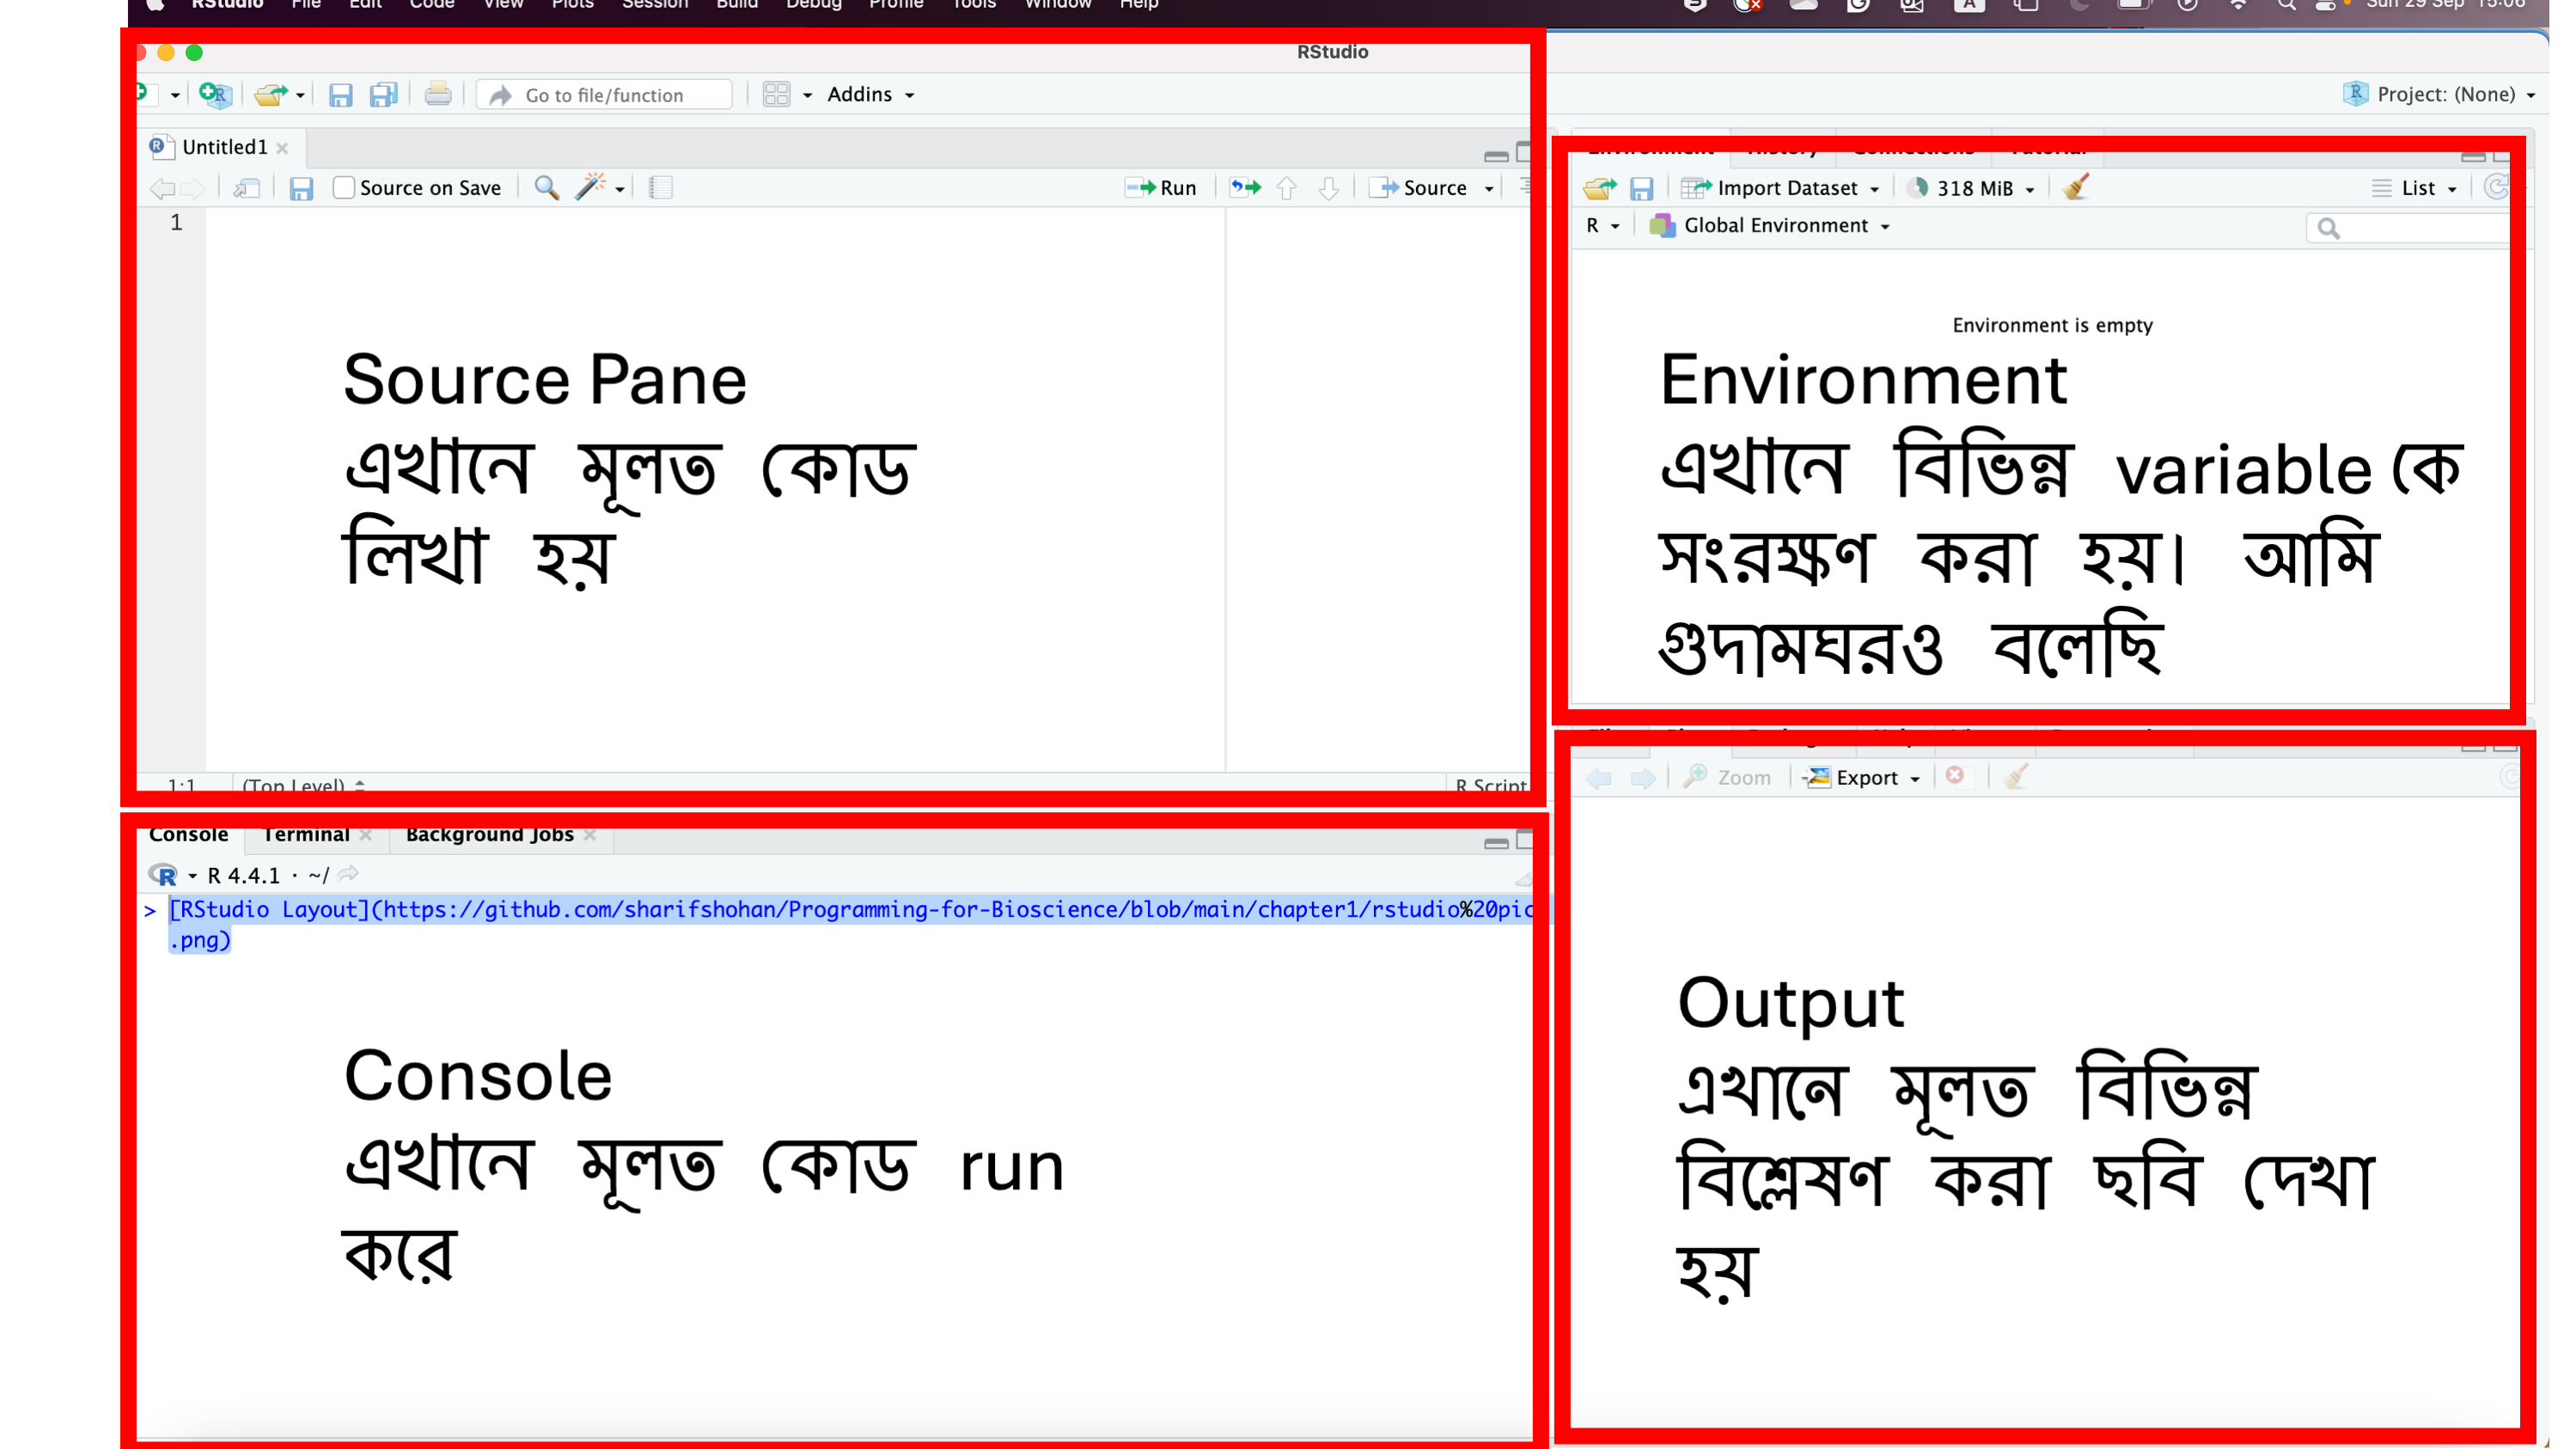 RStudio File Edit Code View Plots Session Build Debug Profile Tools Window Help Sun 29 Sep 15:06
RStudio
Go to file/function Addins Project: (None)
Untitled1
Source on Save Run Source
1
Source Pane
এখানে মূলত কোড
লিখা হয়
1:1 (Top Level) R Script
Environment History Connections Tutorial
Import Dataset 318 MiB List
R Global Environment
Environment is empty
Environment
এখানে বিভিন্ন variable কে
সংরক্ষণ করা হয়। আমি
গুদামঘরও বলেছি
Console Terminal Background Jobs
R 4.4.1 · ~/
> [RStudio Layout](https://github.com/sharifshohan/Programming-for-Bioscience/blob/main/chapter1/rstudio%20pic
.png)
Console
এখানে মূলত কোড run
করে
Zoom Export
Output
এখানে মূলত বিভিন্ন
বিশ্লেষণ করা ছবি দেখা
হয়